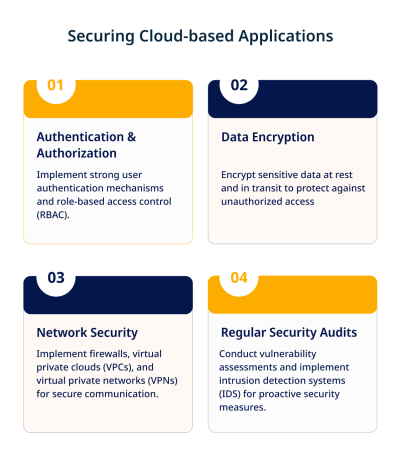 Securing Cloud-based Applications
01
Authentication &
Authorization
Implement strong user
authentication mechanisms
and role-based access control
(RBAC).
02
Data Encryption
Encrypt sensitive data at rest
and in transit to protect against
unauthorized access
03
Network Security
Implement firewalls, virtual
private clouds (VPCs), and
virtual private networks (VPNs)
for secure communication.
04
Regular Security Audits
Conduct vulnerability
assessments and implement
intrusion detection systems
(IDS) for proactive security
measures.